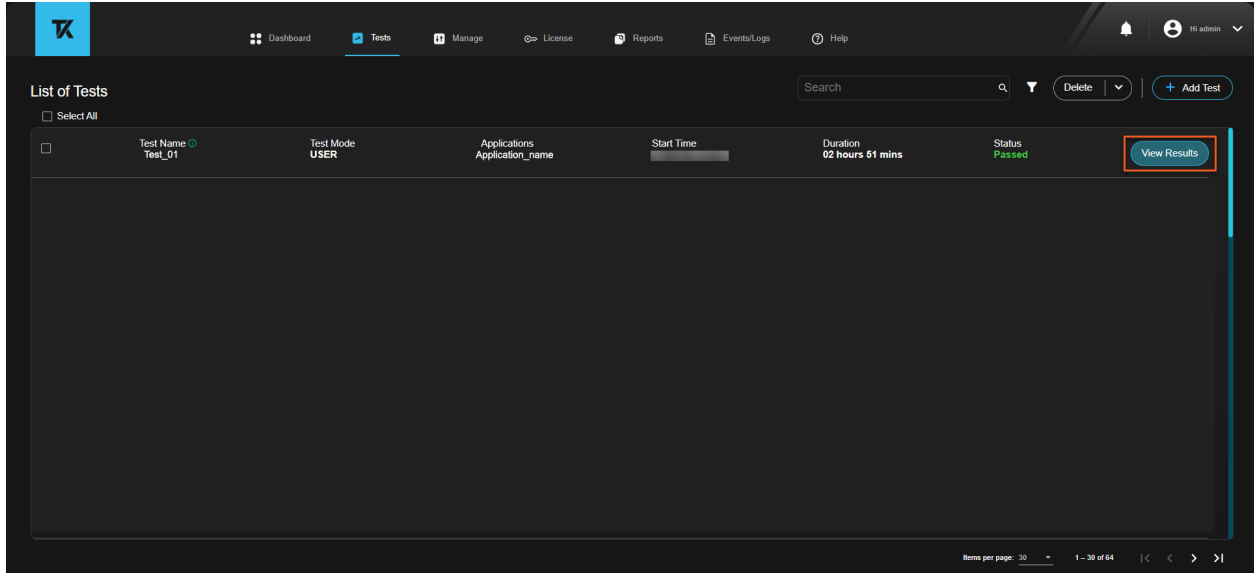 TK
Dashboard Tests Manage License Reports Events/Logs Help Hi admin
List of Tests Search Delete + Add Test
Select All
Test Name Test Mode Applications Start Time Duration Status
Test_01 USER Application_name 02 hours 51 mins Passed View Results
Items per page: 30 1 – 30 of 64